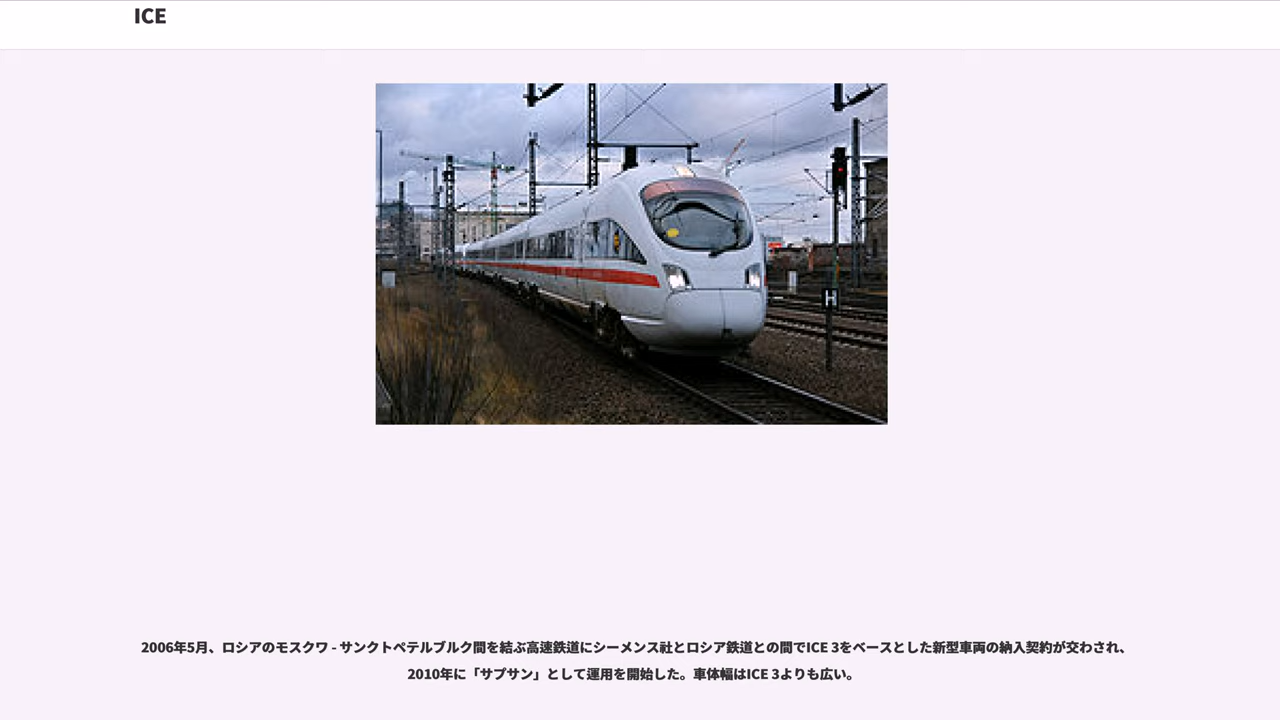 ICE
H
2006年5月、ロシアのモスクワ - サンクトペテルブルク間を結ぶ高速鉄道にシーメンス社とロシア鉄道との間でICE 3をベースとした新型車両の納入契約が交わされ、
2010年に「サプサン」として運用を開始した。車体幅はICE 3よりも広い。